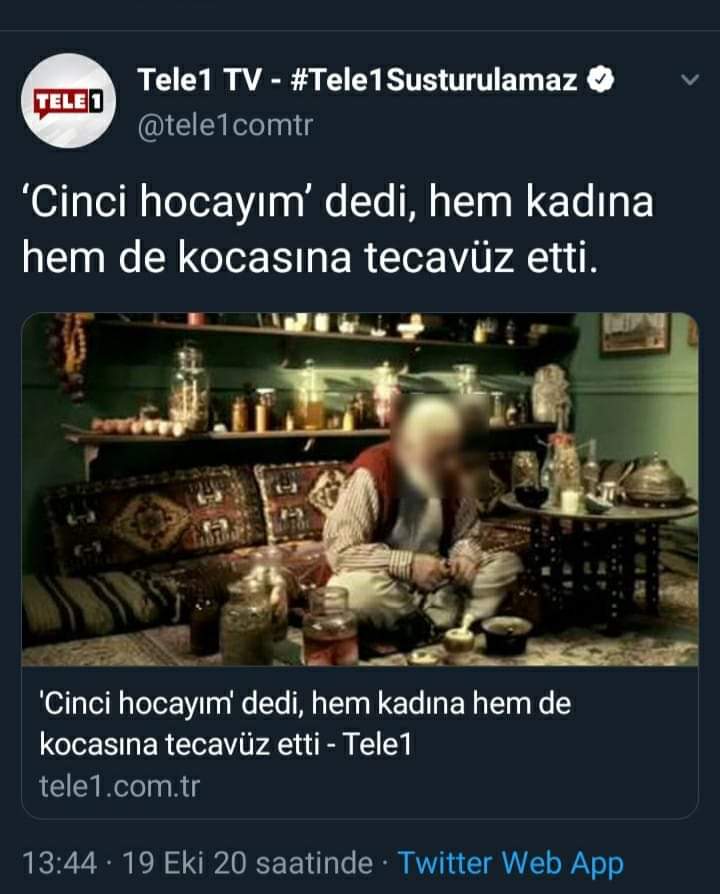 TELE1
Tele1 TV - #Tele1Susturulamaz
@tele1comtr
‘Cinci hocayım’ dedi, hem kadına
hem de kocasına tecavüz etti.
'Cinci hocayım' dedi, hem kadına hem de
kocasına tecavüz etti - Tele1
tele1.com.tr
13:44 · 19 Eki 20 saatinde · Twitter Web App